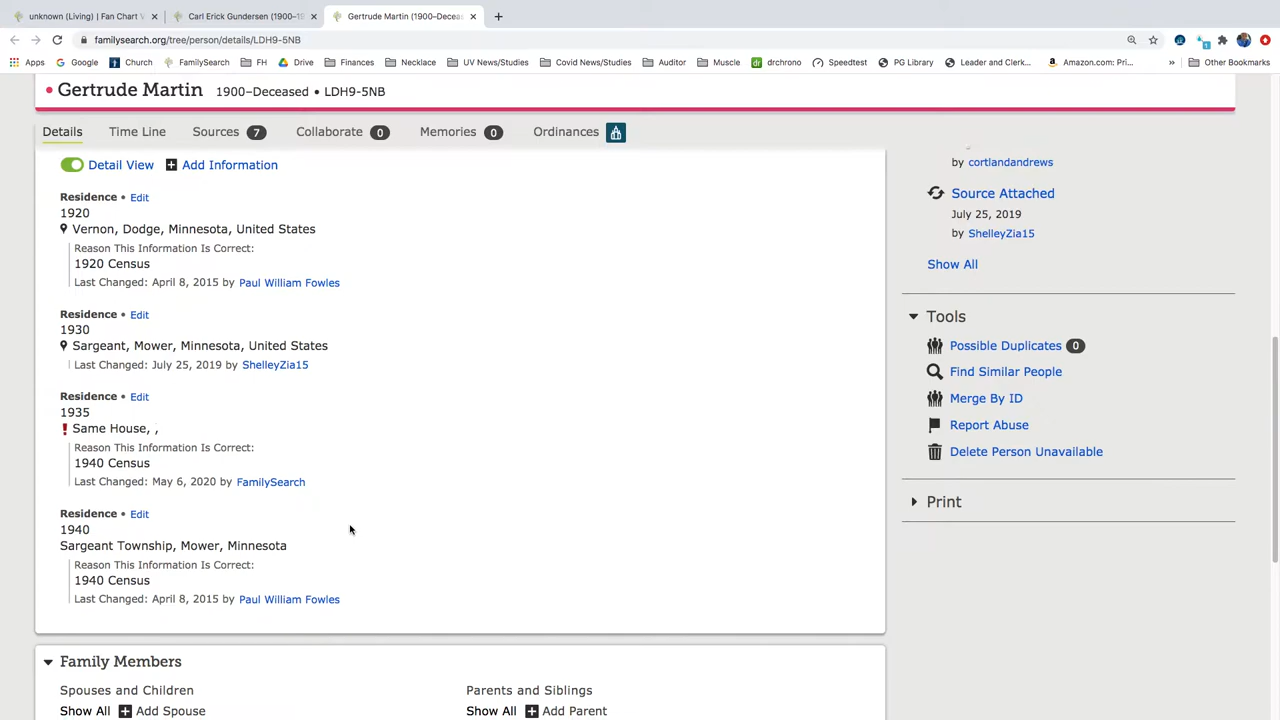 unknown (Living) | Fan Chart V
Carl Erick Gundersen (1900–19
Gertrude Martin (1900–Deceas
familysearch.org/tree/person/details/LDH9-5NB
Apps Google Church FamilySearch FH Drive Finances Necklace UV News/Studies Covid News/Studies Auditor Muscle drchrono Speedtest PG Library Leader and Clerk... Amazon.com: Pri... » Other Bookmarks
Gertrude Martin 1900–Deceased • LDH9-5NB
Details Time Line Sources 7 Collaborate 0 Memories 0 Ordinances
Detail View Add Information
Residence • Edit
1920
Vernon, Dodge, Minnesota, United States
Reason This Information Is Correct:
1920 Census
Last Changed: April 8, 2015 by Paul William Fowles
Residence • Edit
1930
Sargeant, Mower, Minnesota, United States
Last Changed: July 25, 2019 by ShelleyZia15
Residence • Edit
1935
! Same House, ,
Reason This Information Is Correct:
1940 Census
Last Changed: May 6, 2020 by FamilySearch
Residence • Edit
1940
Sargeant Township, Mower, Minnesota
Reason This Information Is Correct:
1940 Census
Last Changed: April 8, 2015 by Paul William Fowles
Family Members
Spouses and Children
Show All Add Spouse
Parents and Siblings
Show All Add Parent
by cortlandandrews
Source Attached
July 25, 2019
by ShelleyZia15
Show All
Tools
Possible Duplicates 0
Find Similar People
Merge By ID
Report Abuse
Delete Person Unavailable
Print